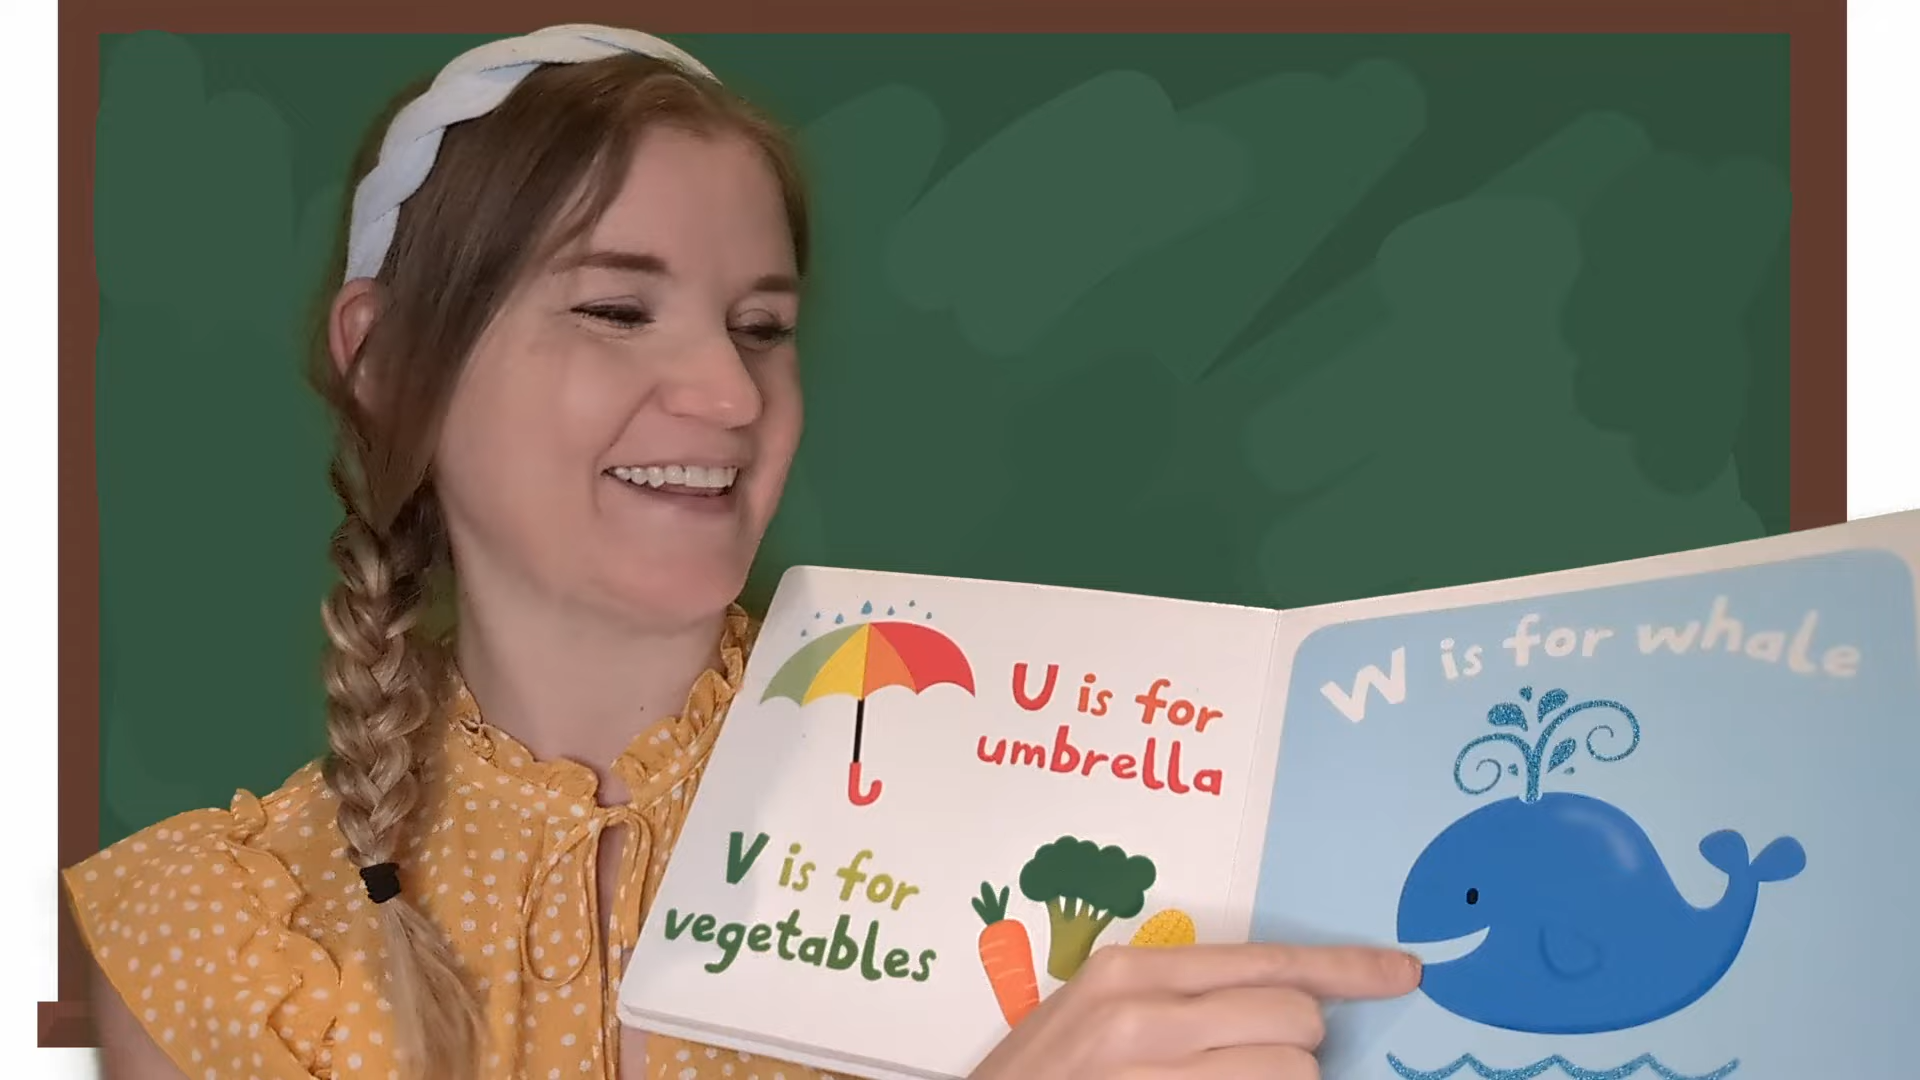 U is for
umbrella
V is for
vegetables
W is for whale